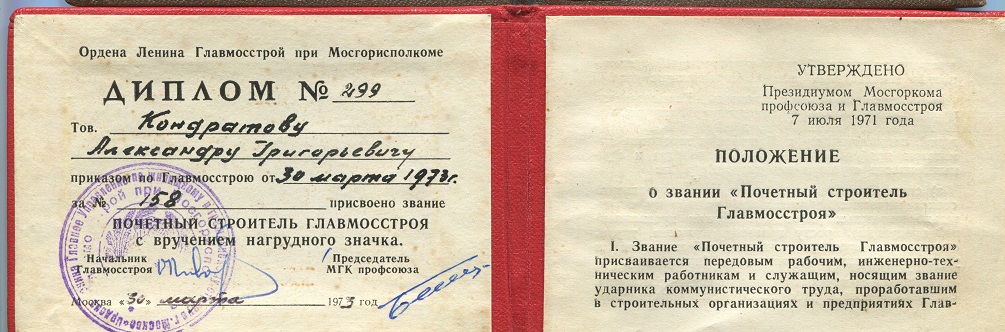 Ордена Ленина Главмосстрой при Мосгорисполкоме
ДИПЛОМ № 299
Тов. Кондратову
Александру Григорьевичу
приказом по Главмосстрою от 30 марта 1973г.
за № 158 присвоено звание
ПОЧЕТНЫЙ СТРОИТЕЛЬ ГЛАВМОССТРОЯ
с вручением нагрудного значка.
Начальник
Главмосстроя
Председатель
МГК профсоюза
Москва «30» марта 1973 год
УТВЕРЖДЕНО
Президиумом Мосгоркома
профсоюза и Главмосстроя
7 июля 1971 года
ПОЛОЖЕНИЕ
о звании «Почетный строитель
Главмосстроя»
I. Звание «Почетный строитель Главмосстроя»
присваивается передовым рабочим, инженерно-тех-
ническим работникам и служащим, носящим звание
ударника коммунистического труда, проработавшим
в строительных организациях и предприятиях Глав-